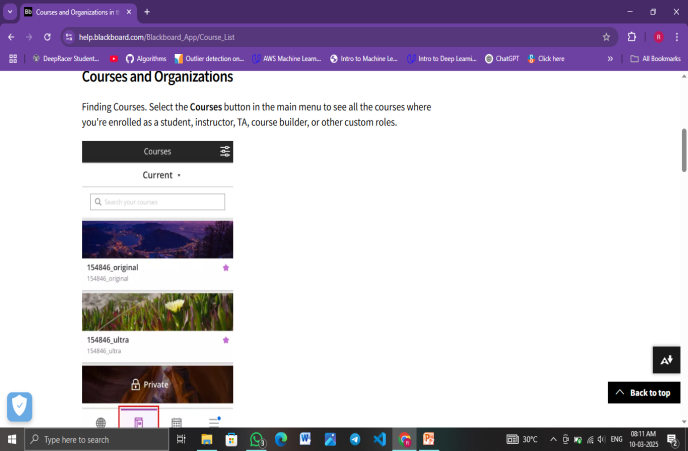 Courses and Organizations in th
help.blackboard.com/Blackboard_App/Course_List
DeepRacer Student...
Algorithms
Outlier detection on...
AWS Machine Learn...
Intro to Machine Le...
Intro to Deep Learni...
ChatGPT
Click here
»
All Bookmarks
Courses and Organizations
Finding Courses. Select the Courses button in the main menu to see all the courses where
you're enrolled as a student, instructor, TA, course builder, or other custom roles.
Courses
Current
Search your courses
154846_original
154846_original
154846_ultra
154846_ultra
Private
Back to top
Type here to search
30°C
ENG
08:11 AM
10-03-2025